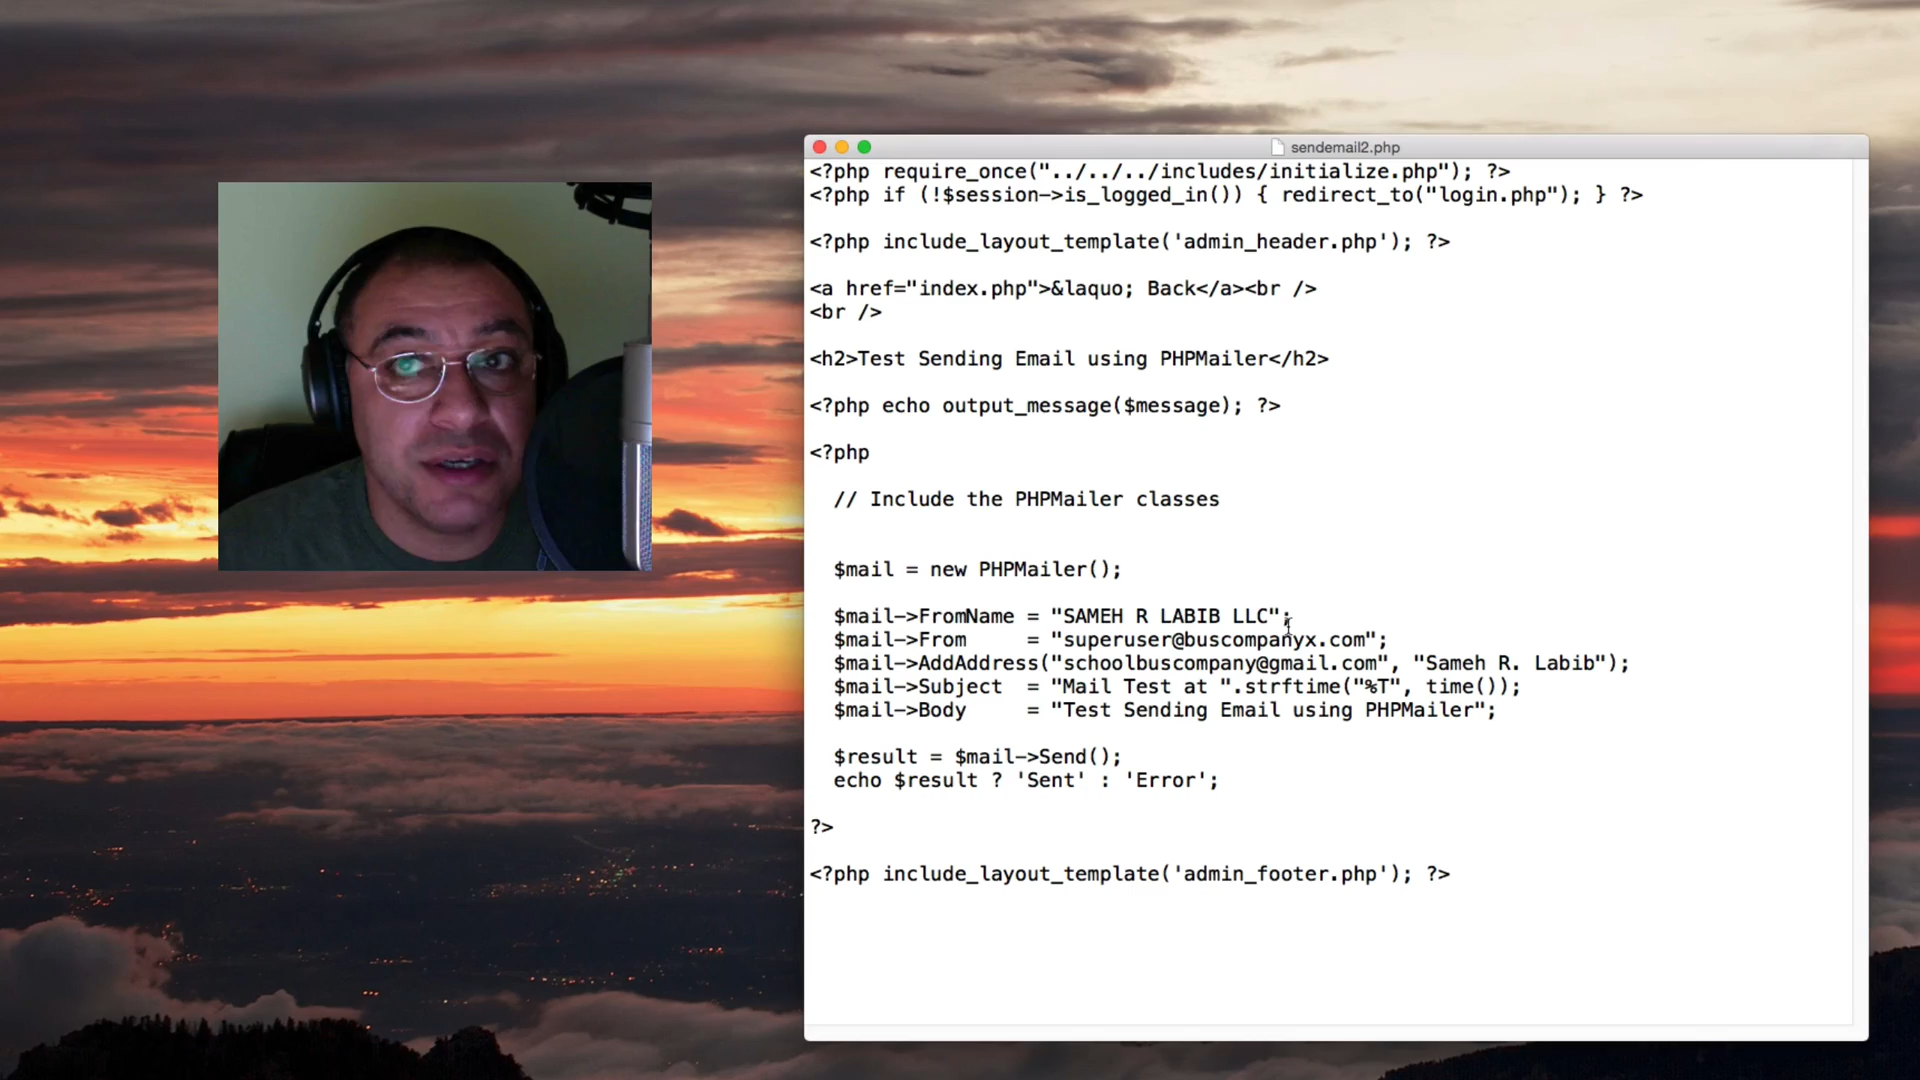 sendemail2.php
<?php require_once("../../../includes/initialize.php"); ?>
<?php if (!$session->is_logged_in()) { redirect_to("login.php"); } ?>
<?php include_layout_template('admin_header.php'); ?>
<a href="index.php">&laquo; Back</a><br />
<br />
<h2>Test Sending Email using PHPMailer</h2>
<?php echo output_message($message); ?>
<?php
// Include the PHPMailer classes
$mail = new PHPMailer();
$mail->FromName = "SAMEH R LABIB LLC";
$mail->From     = "superuser@buscompanyx.com";
$mail->AddAddress("schoolbuscompany@gmail.com", "Sameh R. Labib");
$mail->Subject  = "Mail Test at ".strftime("%T", time());
$mail->Body     = "Test Sending Email using PHPMailer";
$result = $mail->Send();
echo $result ? 'Sent' : 'Error';
?>
<?php include_layout_template('admin_footer.php'); ?>